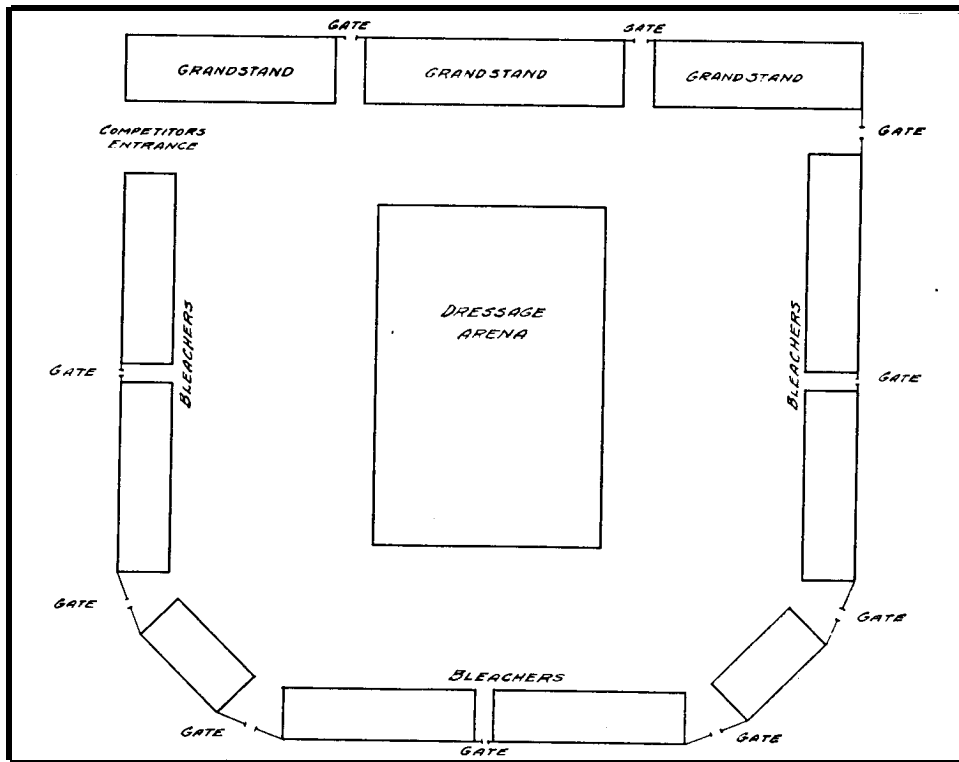 GATE
GATE
GRANDSTAND
GRANDSTAND
GRANDSTAND
COMPETITORS
ENTRANCE
GATE
DRESSAGE
ARENA
BLEACHERS
BLEACHERS
GATE
GATE
GATE
GATE
BLEACHERS
GATE
GATE
GATE